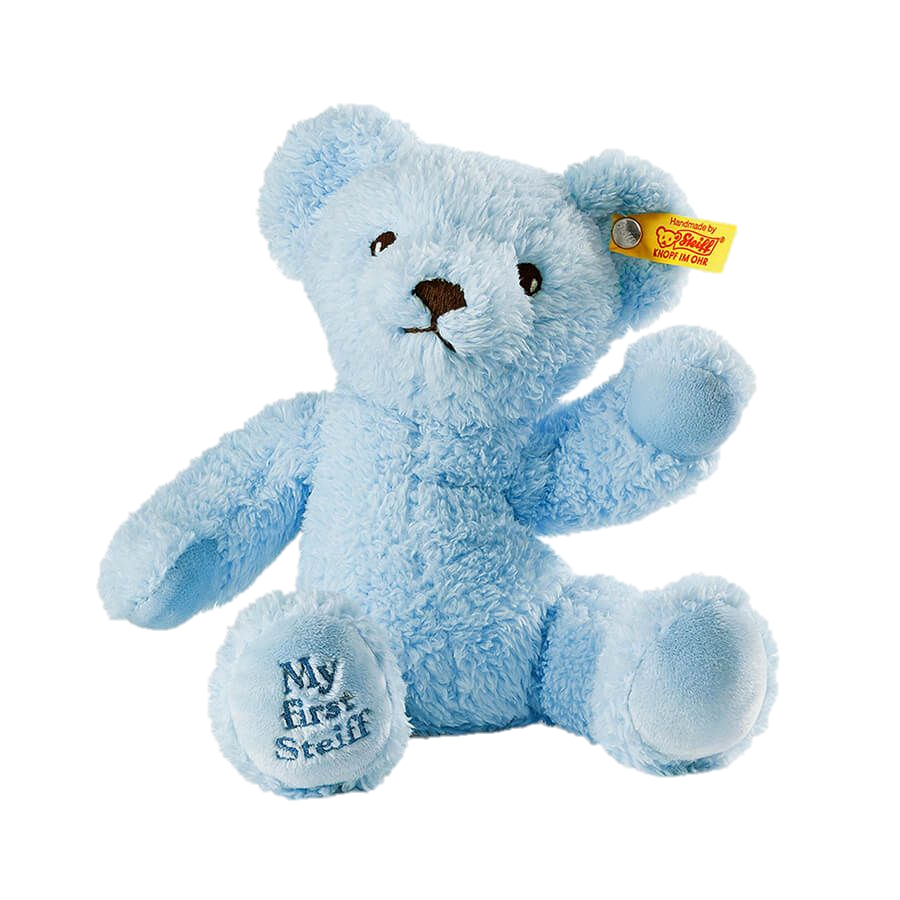 Handmade by
Steiff®
KNOPF IM OHR
My
first
Steiff